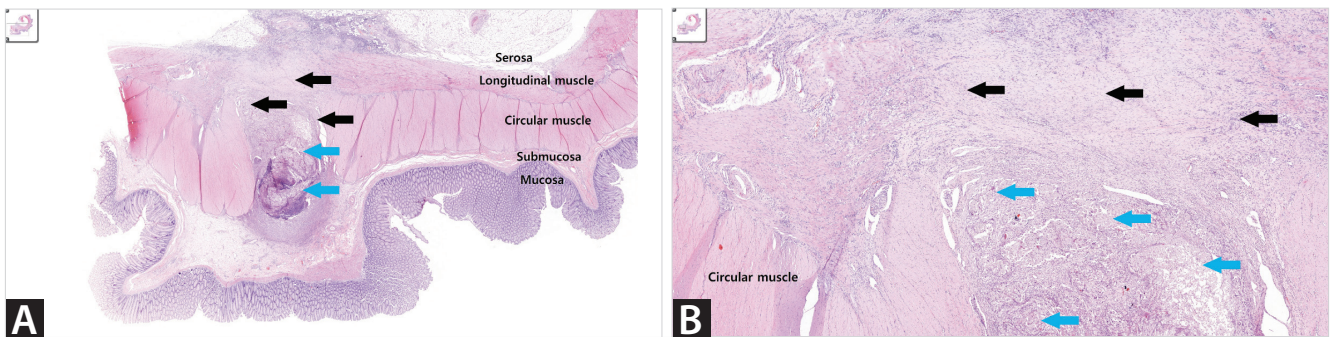 Serosa
Longitudinal muscle
Circular muscle
Submucosa
Mucosa
A
Circular muscle
B